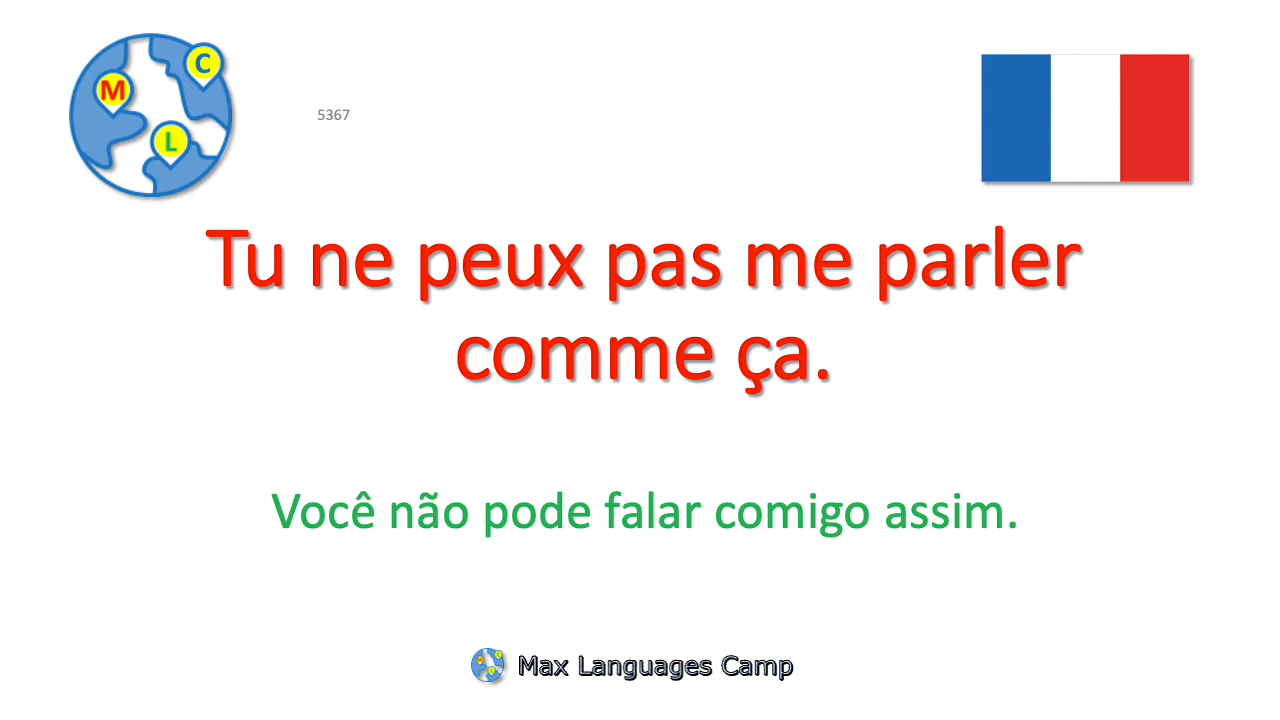 C
M
L
5367
Tu ne peux pas me parler
comme ça.
Você não pode falar comigo assim.
Max Languages Camp